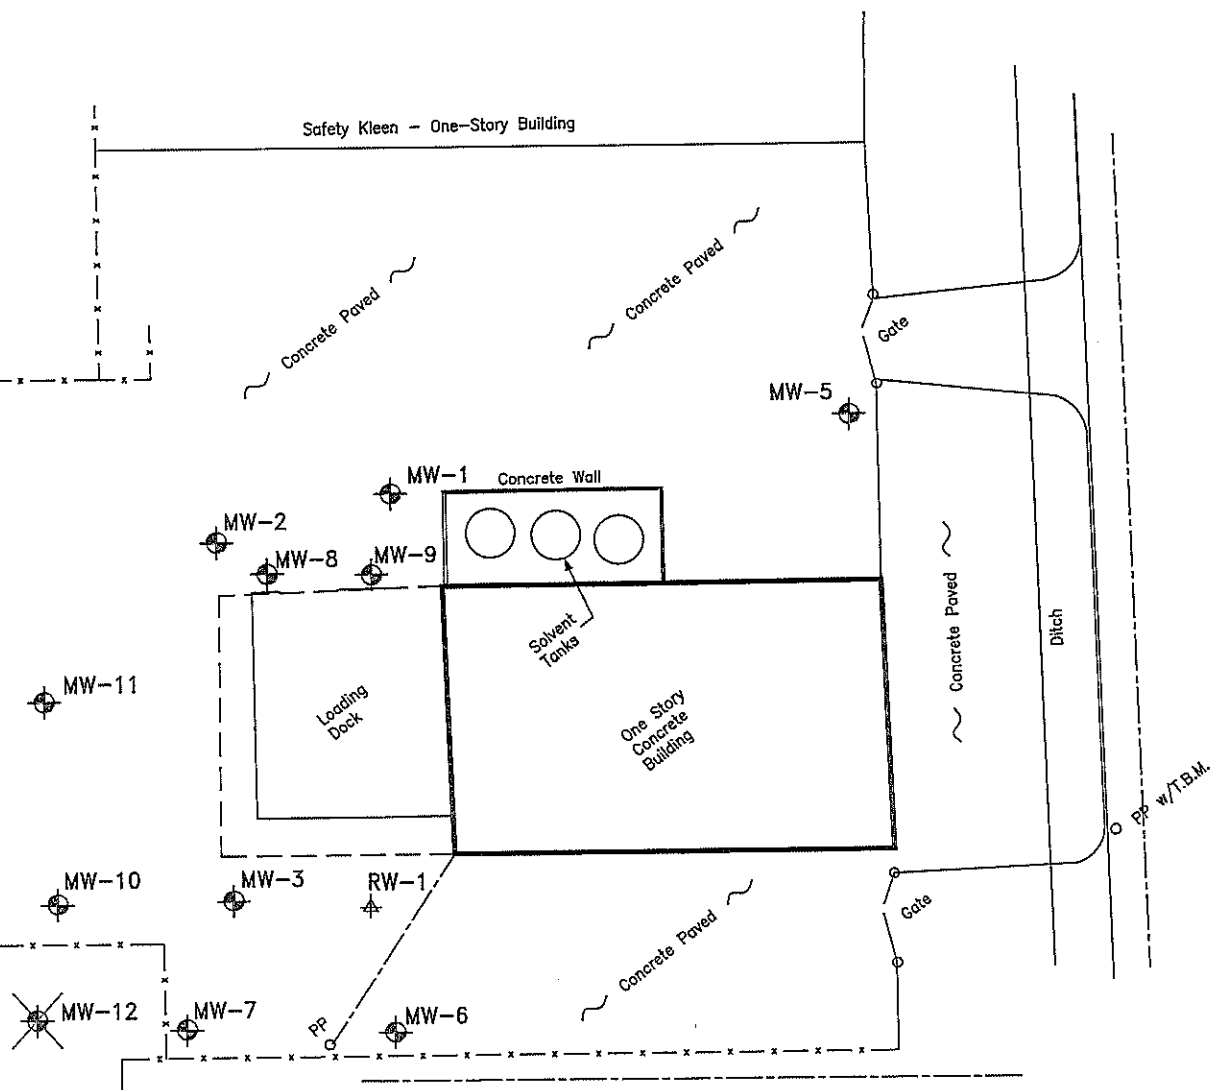 Safety Kleen - One-Story Building
Concrete Paved
Concrete Paved
Gate
MW-5
MW-1
Concrete Wall
MW-2
MW-8
MW-9
Solvent
Tanks
Concrete Paved
Ditch
MW-11
Loading
Dock
One Story
Concrete
Building
PP w/T.B.M.
MW-10
MW-3
RW-1
Gate
Concrete Paved
MW-12
MW-7
PP
MW-6